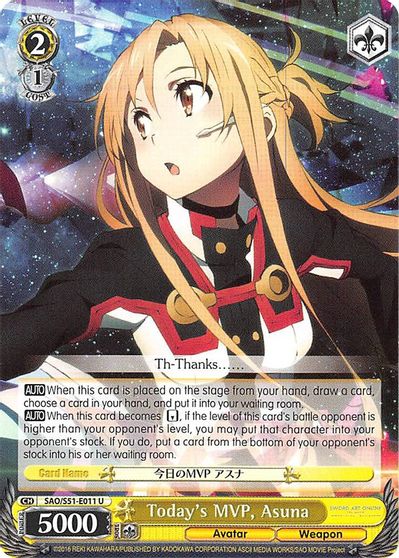 LEVEL
2
1
COST
Th-Thanks……
AUTO When this card is placed on the stage from your hand, draw a card,
choose a card in your hand, and put it into your waiting room.
AUTO When this card becomes [ ], if the level of this card's battle opponent is
higher than your opponent's level, you may put that character into your
opponent's stock. If you do, put a card from the bottom of your opponent's
stock into his or her waiting room.
Card Name
今日のMVP アスナ
SAO/S51-E011 U
Today's MVP, Asuna
SWORD ART ONLINE
POWER
5000
SOUL
Avatar
Weapon
©2016 REKI KAWAHARA/PUBLISHED BY KADOKAWA CORPORATION ASCII MEDIA WORKS/SAO MOVIE Project